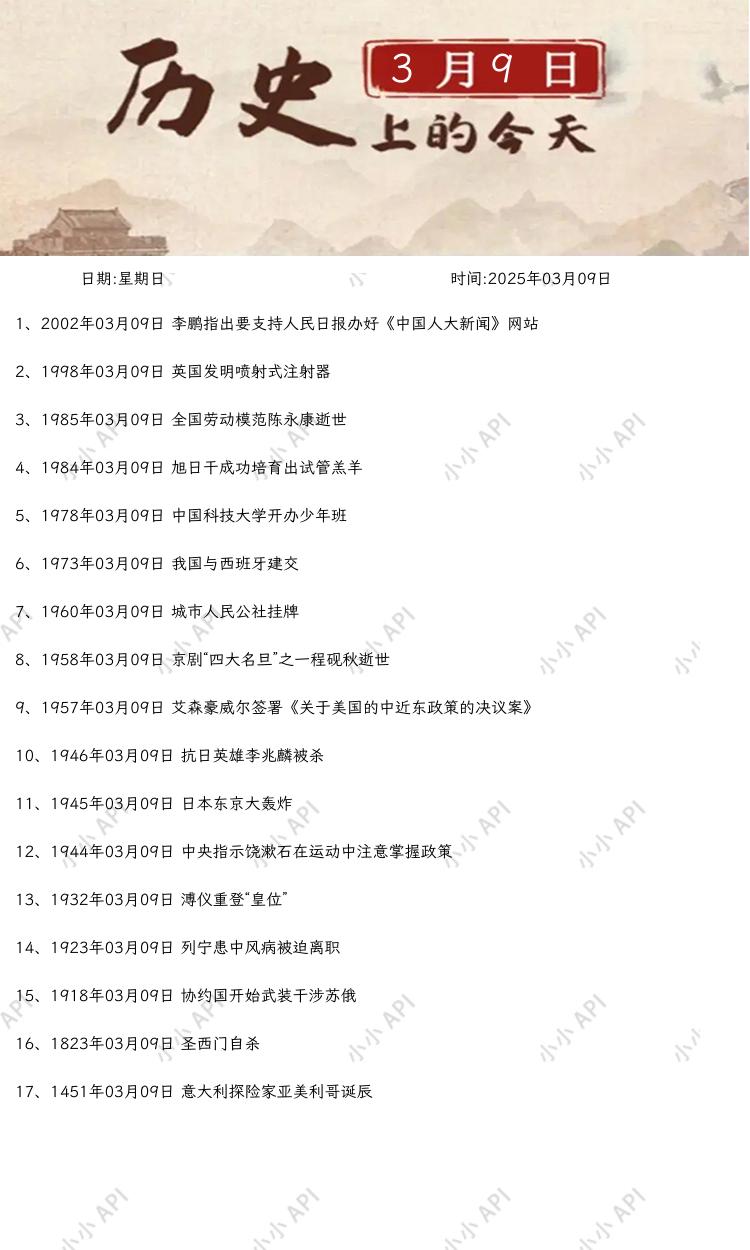 历史
3月9日
上的今天
日期:星期日
时间:2025年03月09日
1、2002年03月09日 李鹏指出要支持人民日报办好《中国人大新闻》网站
2、1998年03月09日 英国发明喷射式注射器
3、1985年03月09日 全国劳动模范陈永康逝世
4、1984年03月09日 旭日干成功培育出试管羔羊
5、1978年03月09日 中国科技大学开办少年班
6、1973年03月09日 我国与西班牙建交
7、1960年03月09日 城市人民公社挂牌
8、1958年03月09日 京剧“四大名旦”之一程砚秋逝世
9、1957年03月09日 艾森豪威尔签署《关于美国的中近东政策的决议案》
10、1946年03月09日 抗日英雄李兆麟被杀
11、1945年03月09日 日本东京大轰炸
12、1944年03月09日 中央指示饶漱石在运动中注意掌握政策
13、1932年03月09日 溥仪重登“皇位”
14、1923年03月09日 列宁患中风病被迫离职
15、1918年03月09日 协约国开始武装干涉苏俄
16、1823年03月09日 圣西门自杀
17、1451年03月09日 意大利探险家亚美利哥诞辰
小小 API